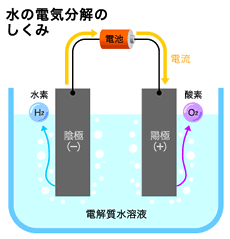 水の電気分解の
しくみ
電池
電流
水素
H₂
酸素
O₂
陰極
(−)
陽極
(+)
電解質水溶液